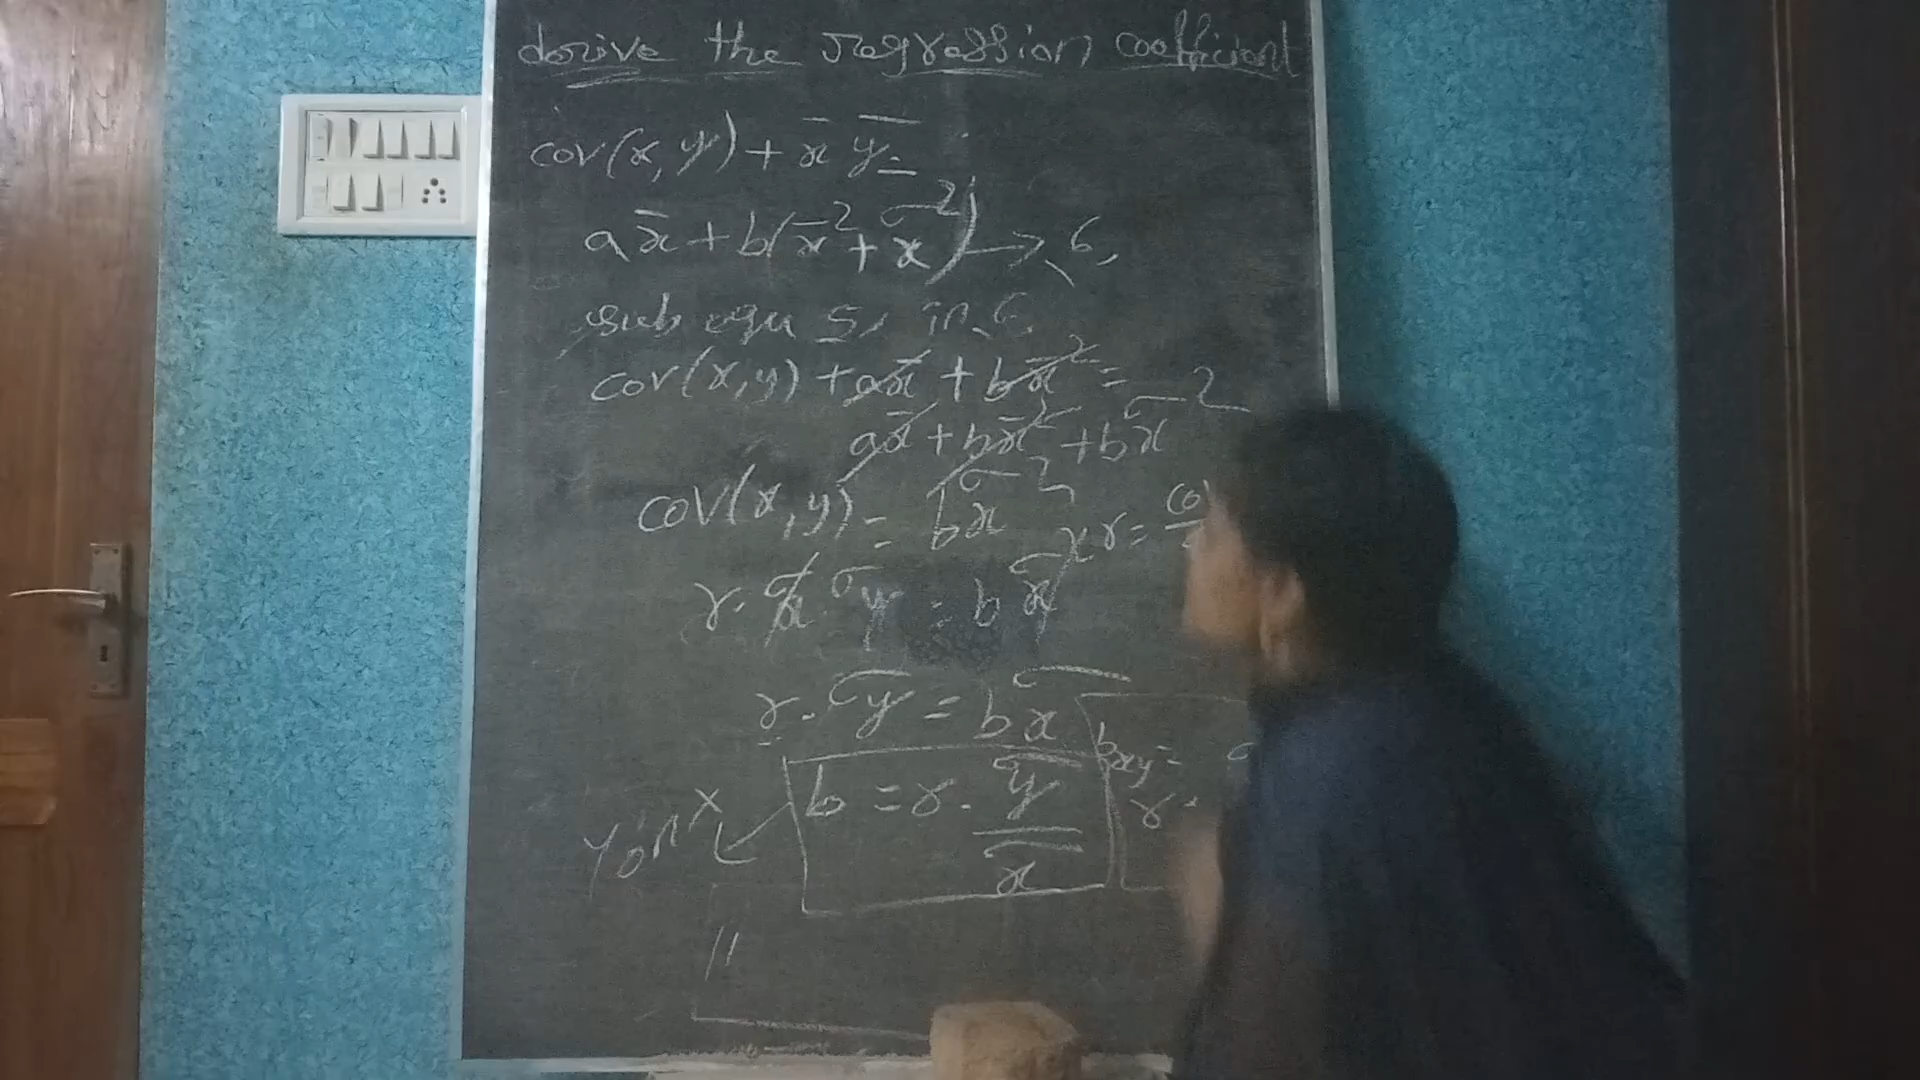 derive the regression coefficient
cov(x,y) + x̄ ȳ =
ax̄ + b(x̄² + σx²) → 6,
sub equ 5, in 6
cov(x,y) + ax̄ + bx̄² =
ax̄ + bx̄² + bσx²
cov(x,y) = bσx²
r =
r. σx. σy = bσx²
r. σy = bσx
b = r. σy/σx
bxy =
r.
y on x